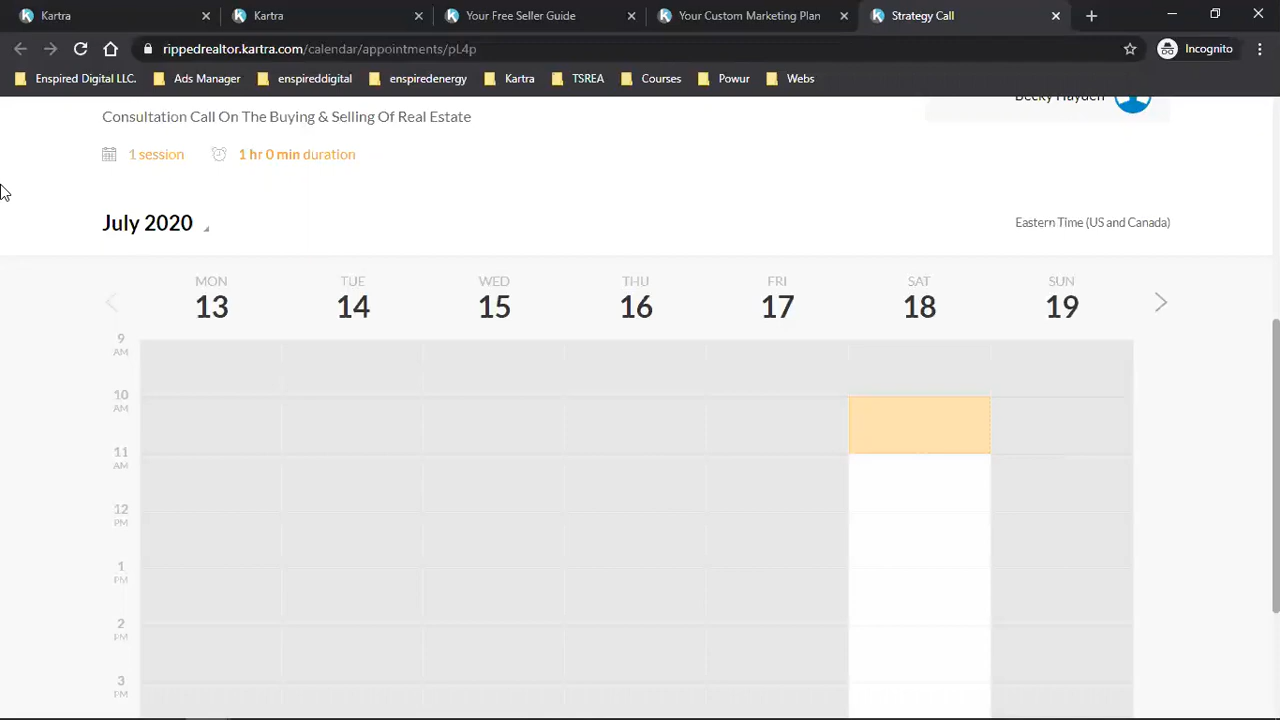 Kartra
Kartra
Your Free Seller Guide
Your Custom Marketing Plan
Strategy Call
rippedrealtor.kartra.com/calendar/appointments/pL4p
Incognito
Enspired Digital LLC.
Ads Manager
enspireddigital
enspiredenergy
Kartra
TSREA
Courses
Powur
Webs
Becky Hayden
Consultation Call On The Buying & Selling Of Real Estate
1 session
1 hr 0 min duration
July 2020
Eastern Time (US and Canada)
MON TUE WED THU FRI SAT SUN
13 14 15 16 17 18 19
9
AM
10
AM
11
AM
12
PM
1
PM
2
PM
3
PM